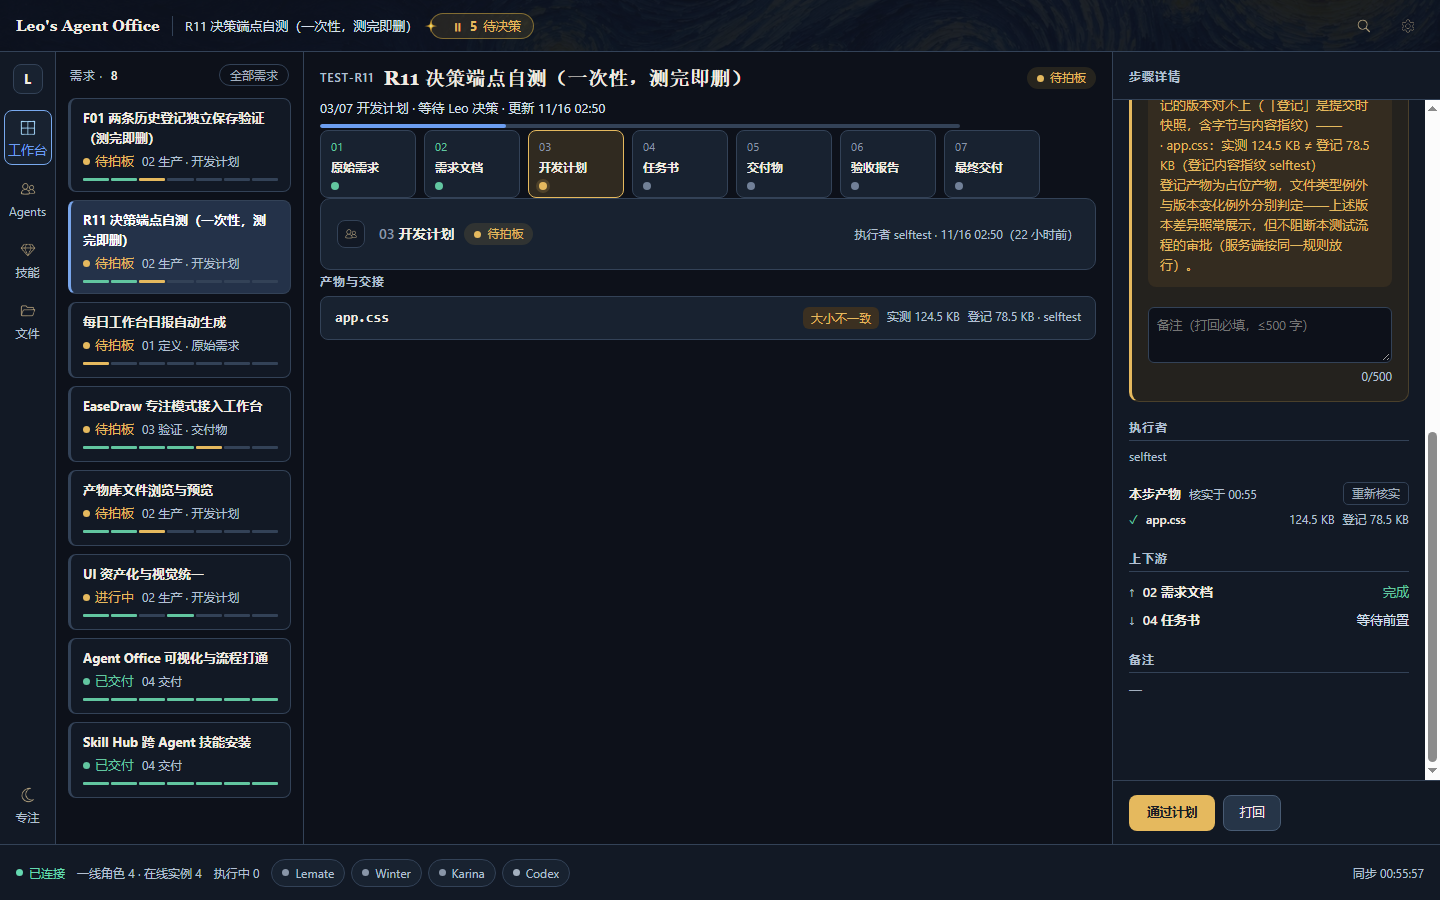 Leo's Agent Office
R11 决策端点自测（一次性，测完即删）
5 待决策
L
工作台
Agents
技能
文件
专注
需求 · 8
全部需求
F01 两条历史登记独立保存验证
（测完即删）
待拍板 02 生产 · 开发计划
R11 决策端点自测（一次性，测
完即删）
待拍板 02 生产 · 开发计划
每日工作台日报自动生成
待拍板 01 定义 · 原始需求
EaseDraw 专注模式接入工作台
待拍板 03 验证 · 交付物
产物库文件浏览与预览
待拍板 02 生产 · 开发计划
UI 资产化与视觉统一
进行中 02 生产 · 开发计划
Agent Office 可视化与流程打通
已交付 04 交付
Skill Hub 跨 Agent 技能安装
已交付 04 交付
TEST-R11 R11 决策端点自测（一次性，测完即删）
待拍板
03/07 开发计划 · 等待 Leo 决策 · 更新 11/16 02:50
01
原始需求
02
需求文档
03
开发计划
04
任务书
05
交付物
06
验收报告
07
最终交付
03 开发计划 待拍板
执行者 selftest · 11/16 02:50（22 小时前）
产物与交接
app.css
大小不一致 实测 124.5 KB 登记 78.5 KB · selftest
步骤详情
记的版本对不上（「登记」是提交时
快照，含字节与内容指纹）——
· app.css：实测 124.5 KB ≠ 登记 78.5
KB（登记内容指纹 selftest）
登记产物为占位产物，文件类型例外
与版本变化例外分别判定——上述版
本差异照常展示，但不阻断本测试流
程的审批（服务端按同一规则放
行）。
备注（打回必填，≤500 字）
0/500
执行者
selftest
本步产物 核实于 00:55
重新核实
✓ app.css 124.5 KB 登记 78.5 KB
上下游
↑ 02 需求文档 完成
↓ 04 任务书 等待前置
备注
—
通过计划
打回
已连接 一线角色 4 · 在线实例 4 执行中 0
Lemate
Winter
Karina
Codex
同步 00:55:57